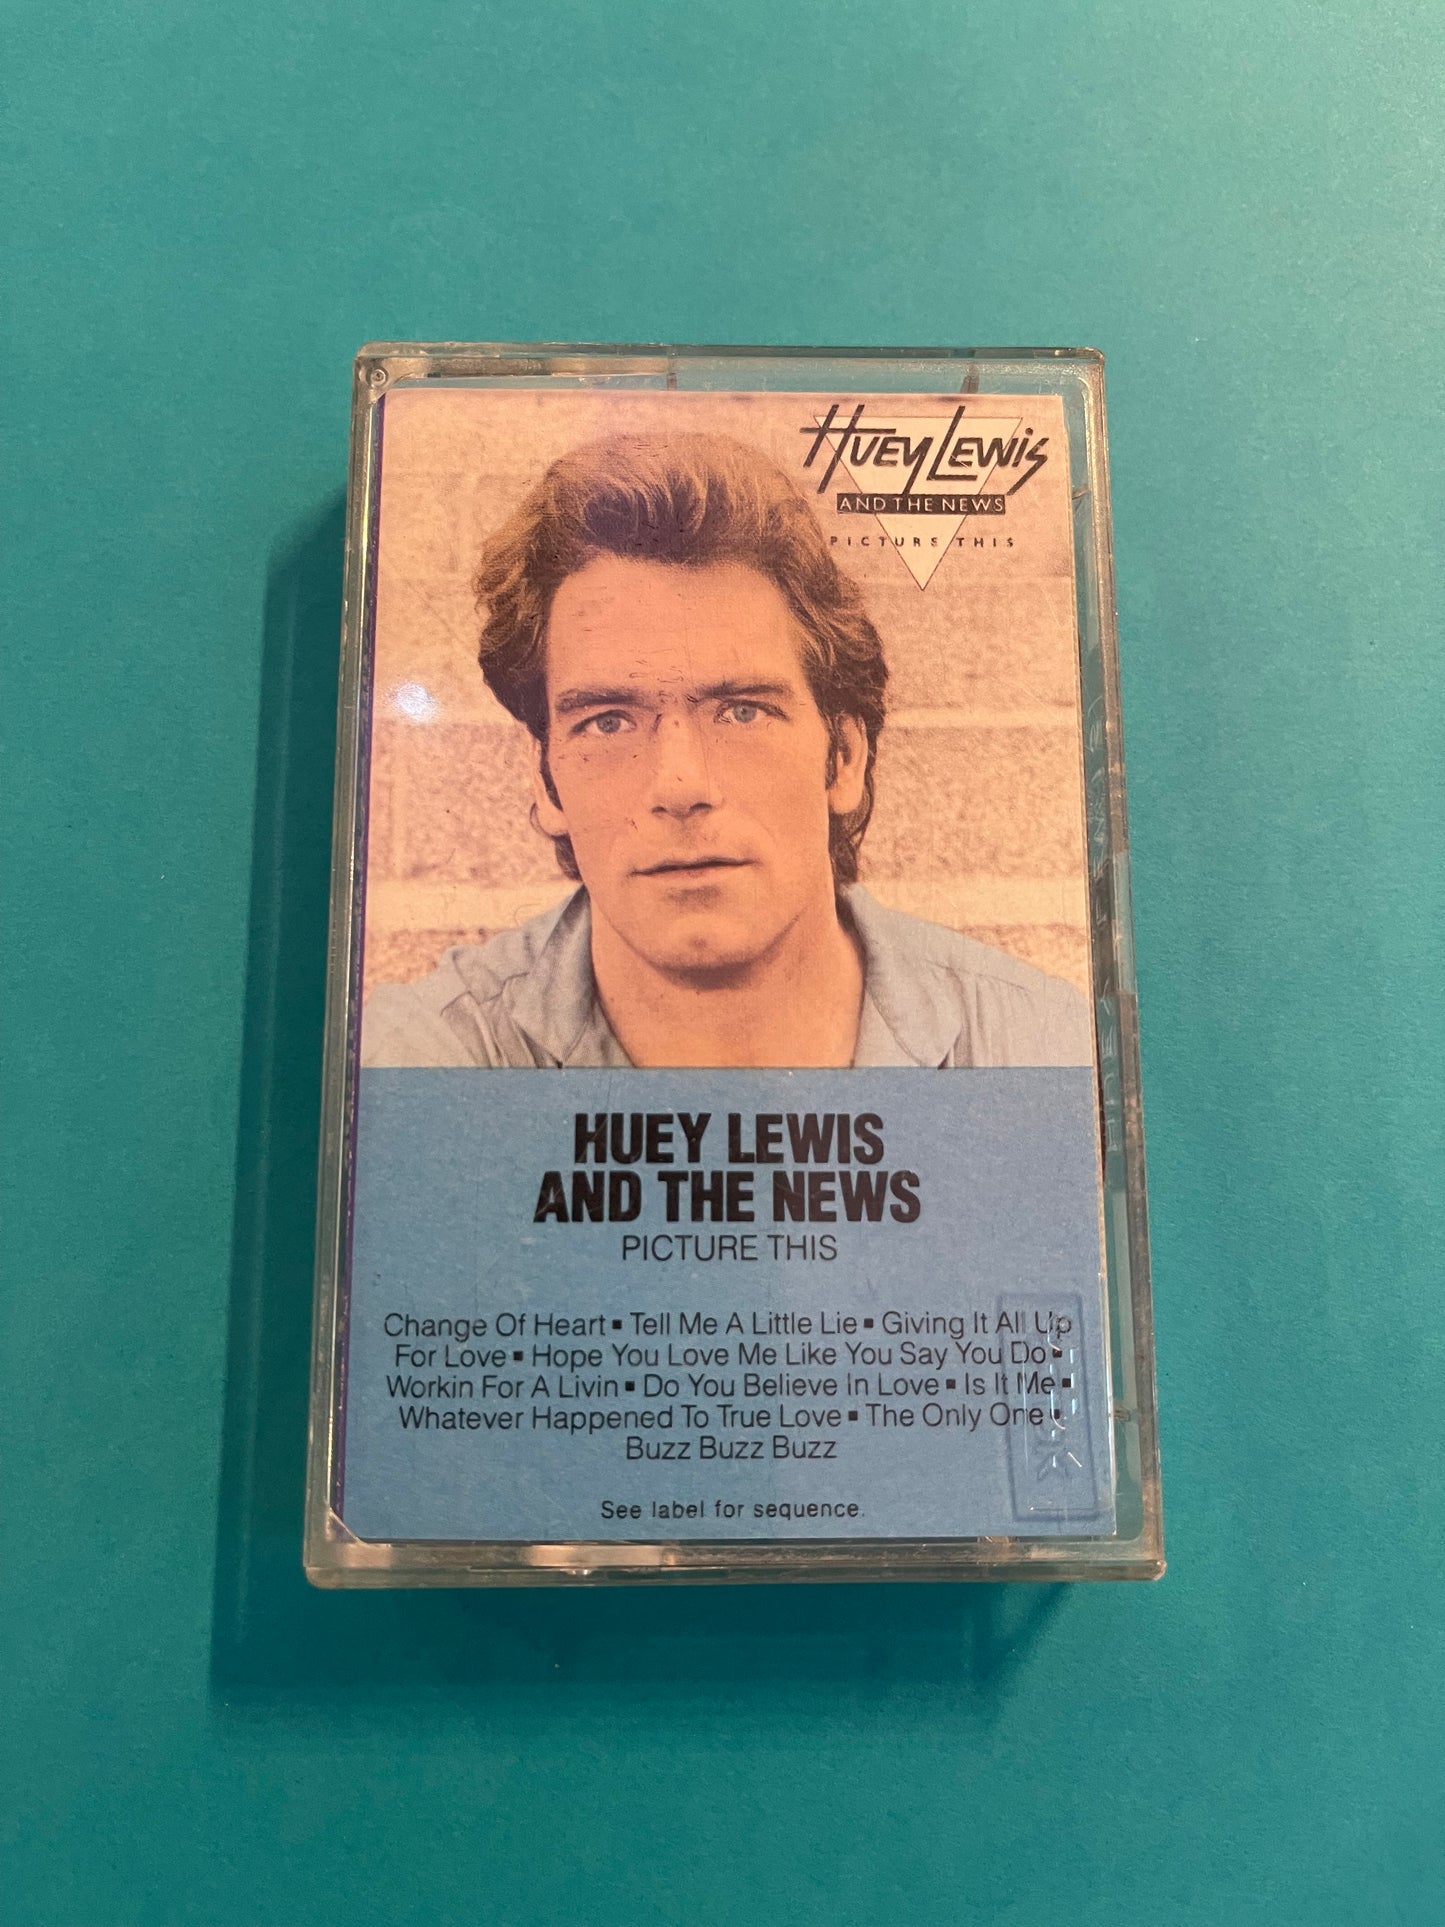 HUEY LEWIS
AND THE NEWS
PICTURE THIS
HUEY LEWIS
AND THE NEWS
PICTURE THIS
Change Of Heart ▪ Tell Me A Little Lie ▪ Giving It All Up
For Love ▪ Hope You Love Me Like You Say You Do ▪
Workin For A Livin ▪ Do You Believe In Love ▪ Is It Me ▪
Whatever Happened To True Love ▪ The Only One ▪
Buzz Buzz Buzz
See label for sequence.